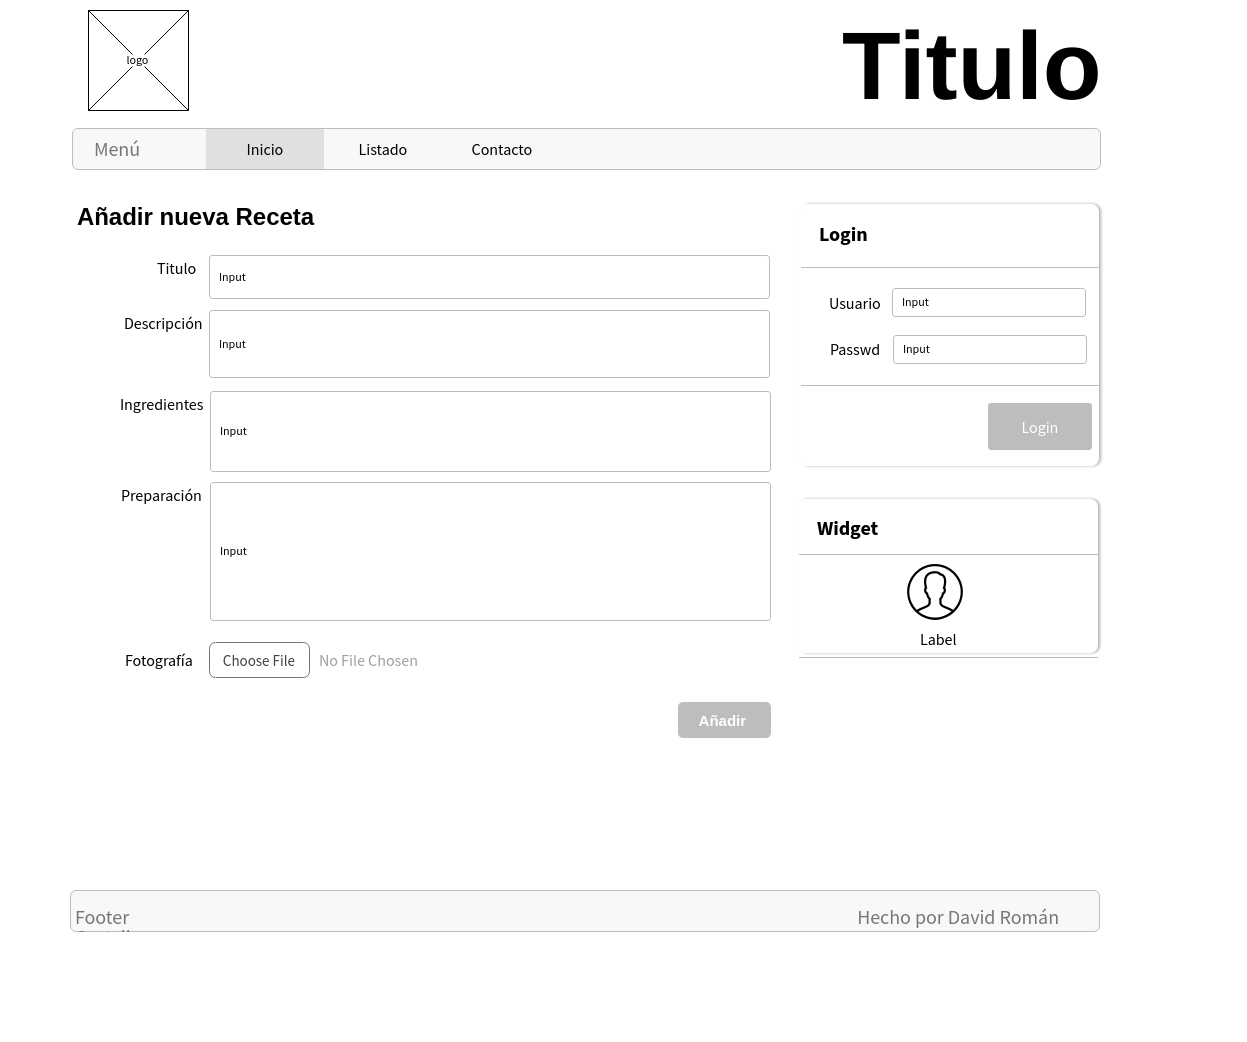 logo
Titulo
Menú
Inicio
Listado
Contacto
Añadir nueva Receta
Titulo
Input
Descripción
Input
Ingredientes
Input
Preparación
Input
Fotografía
Choose File
No File Chosen
Añadir
Login
Usuario
Input
Passwd
Input
Login
Widget
Label
Footer
Hecho por David Román